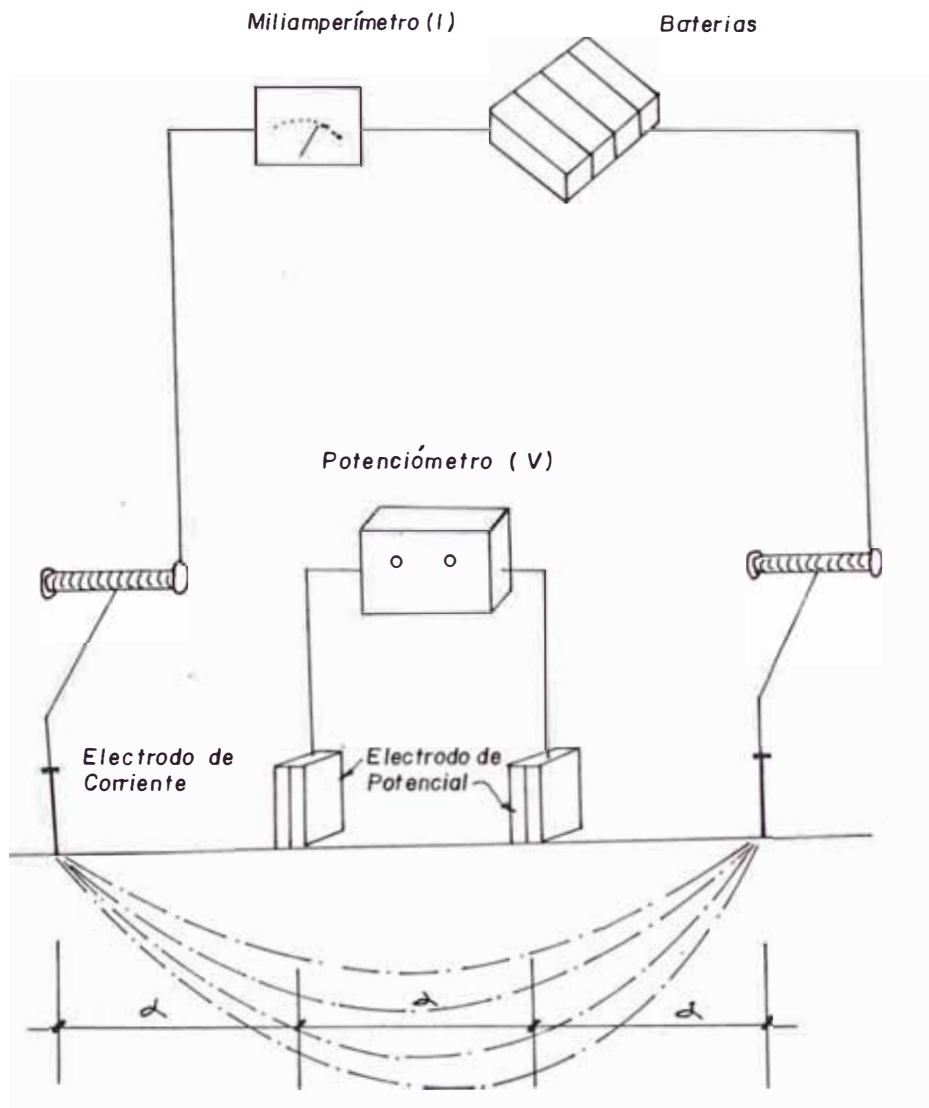 Miliamperímetro (I)
Baterias
Potenciómetro ( V )
Electrodo de
Corriente
Electrodo de
Potencial
d
d
d